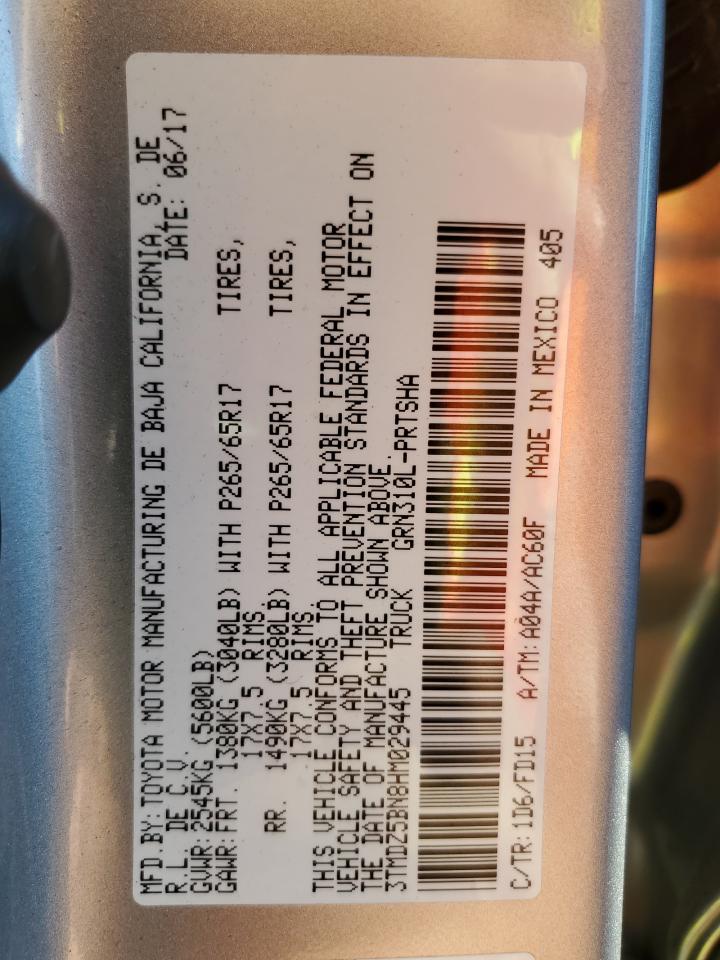 MFD BY: TOYOTA MOTOR MANUFACTURING DE BAJA CALIFORNIA, S. DE
R.L. DE C.V. DATE: 06/17
GVWR: 2545KG (5600LB)
GAWR: FRT. 1380KG (3040LB) WITH P265/65R17 TIRES,
17X7.5 RIMS.
RR. 1490KG (3280LB) WITH P265/65R17 TIRES,
17X7.5 RIMS.
THIS VEHICLE CONFORMS TO ALL APPLICABLE FEDERAL MOTOR
VEHICLE SAFETY AND THEFT PREVENTION STANDARDS IN EFFECT ON
THE DATE OF MANUFACTURE SHOWN ABOVE.
3TMDZ5BN8HM029445 TRUCK GRN310L-PRTSHA
C/TR: 1D6/FD15 A/TM: A04A/AC60F MADE IN MEXICO 405